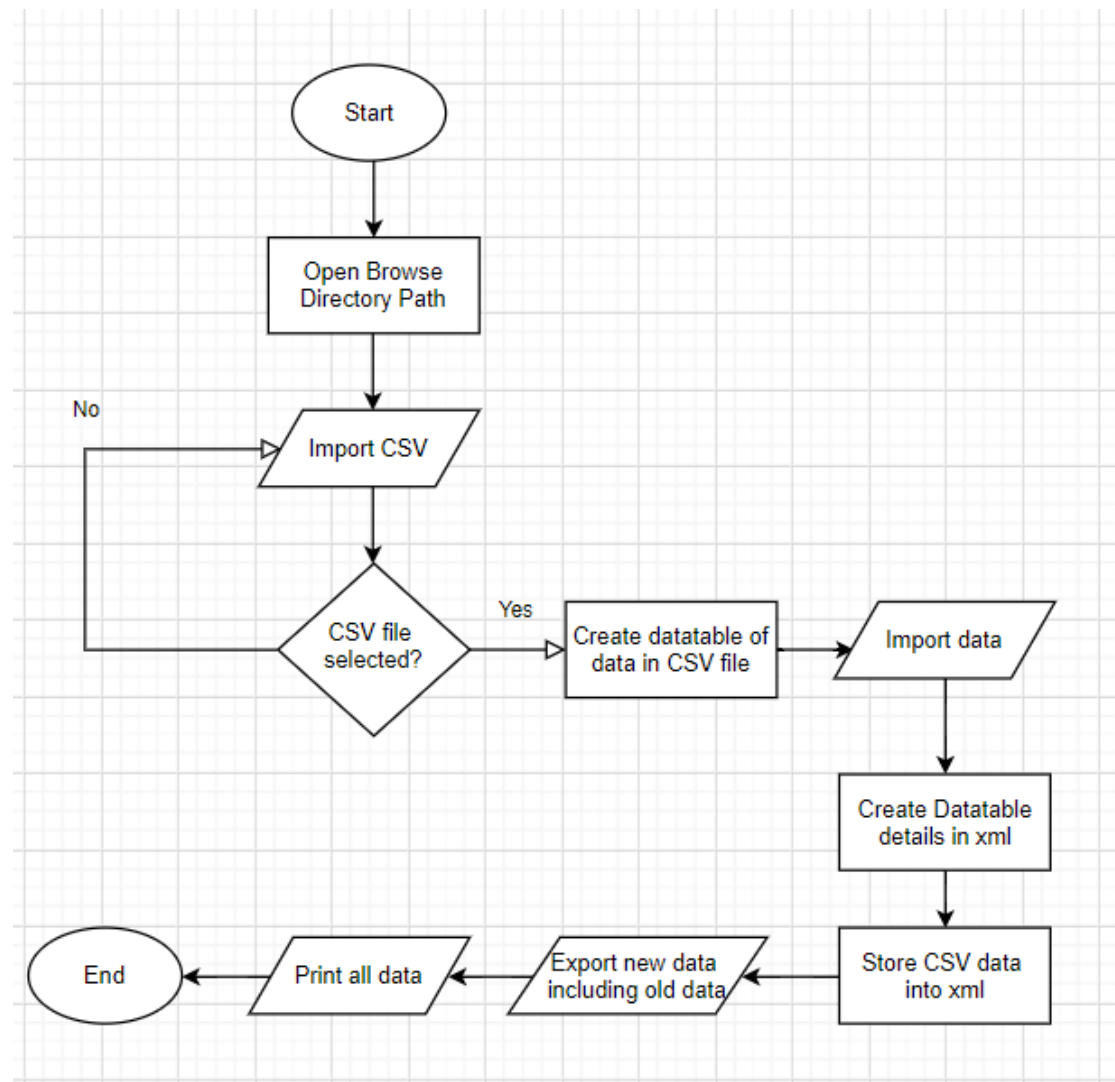 Start
Open Browse
Directory Path
No
Import CSV
CSV file
selected?
Yes
Create datatable of
data in CSV file
Import data
Create Datatable
details in xml
Store CSV data
into xml
Export new data
including old data
Print all data
End